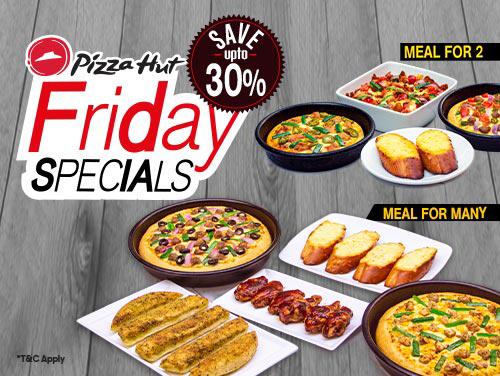 Pizza Hut
SAVE
upto
30%
Friday
SPECIALS
MEAL FOR 2
MEAL FOR MANY
*T&C Apply